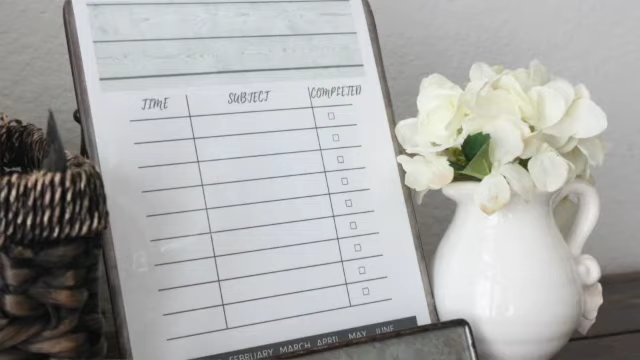 TIME SUBJECT COMPLETED
FEBRUARY MARCH APRIL MAY JUNE